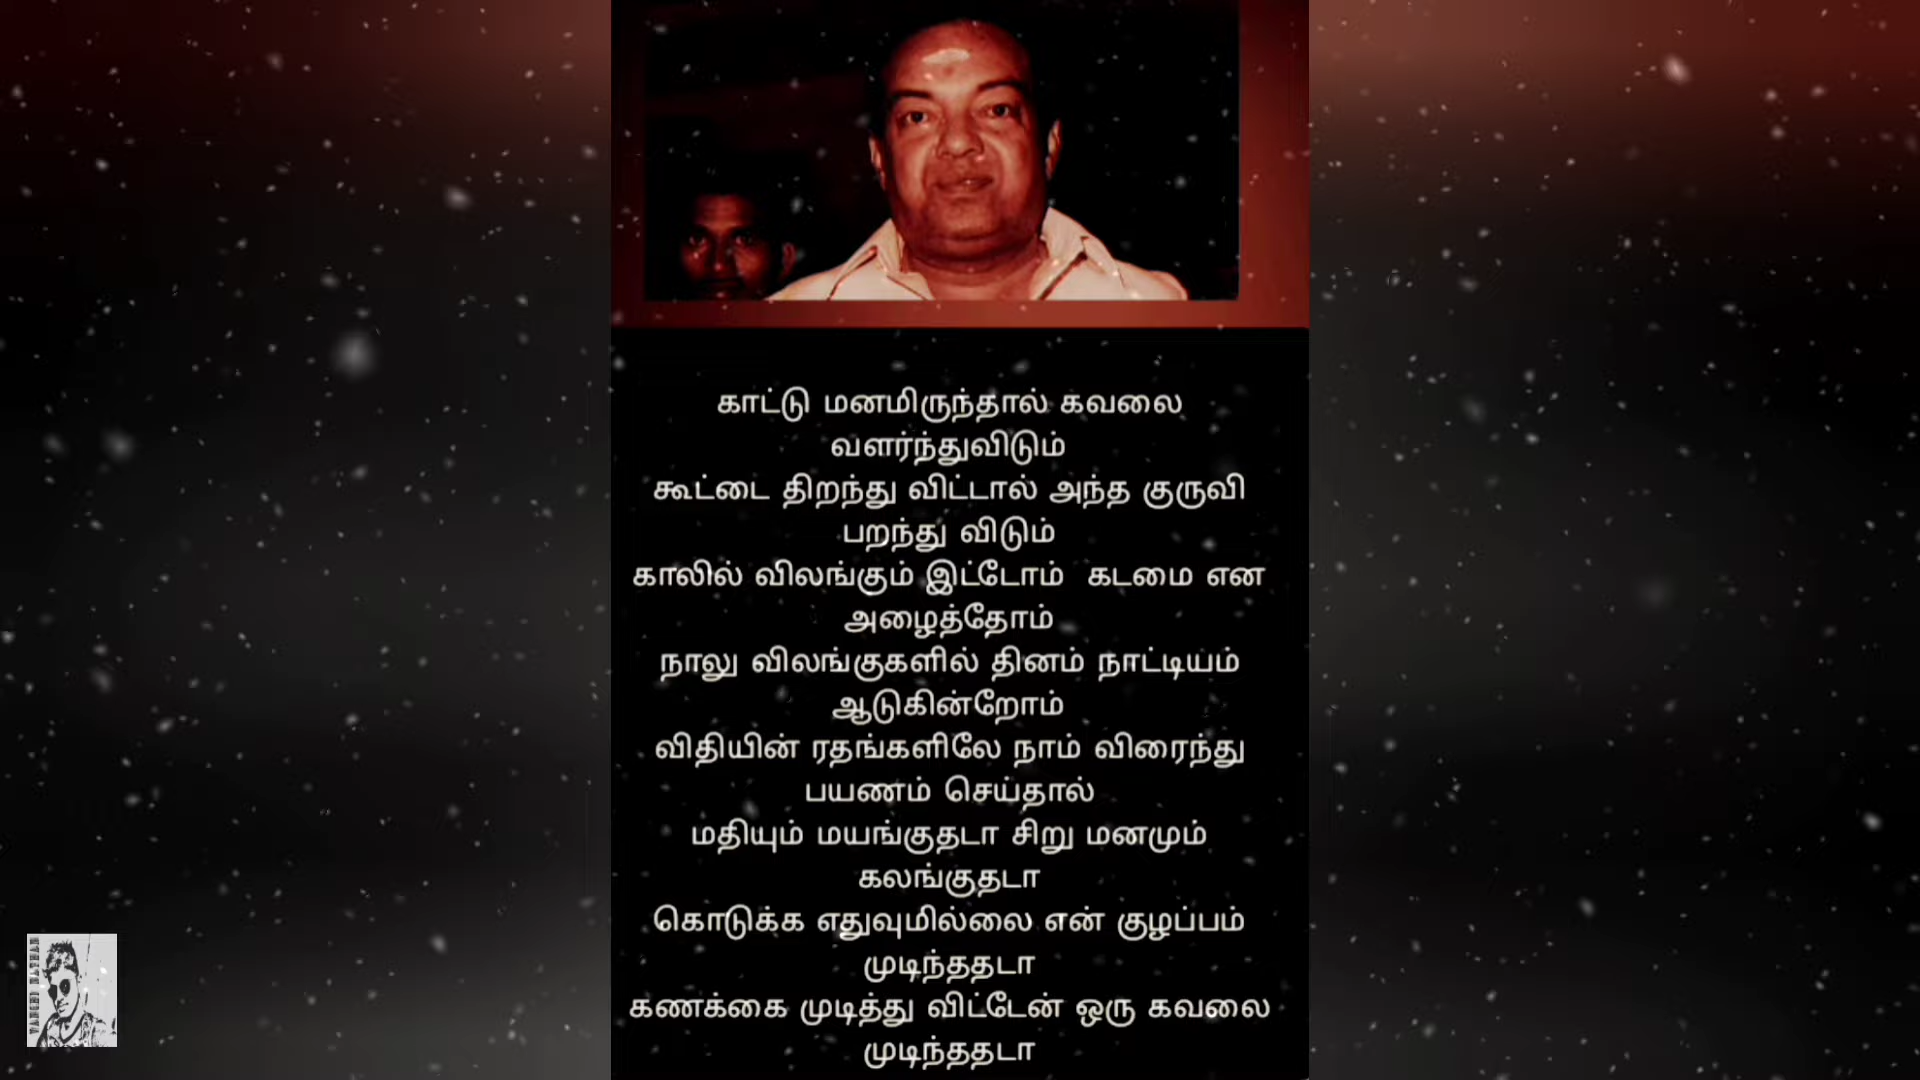 காட்டு மனமிருந்தால் கவலை
வளர்ந்துவிடும்
கூட்டை திறந்து விட்டால் அந்த குருவி
பறந்து விடும்
காலில் விலங்கும் இட்டோம் கடமை என
அழைத்தோம்
நாலு விலங்குகளில் தினம் நாட்டியம்
ஆடுகின்றோம்
விதியின் ரதங்களிலே நாம் விரைந்து
பயணம் செய்தால்
மதியும் மயங்குதடா சிறு மனமும்
கலங்குதடா
கொடுக்க எதுவுமில்லை என் குழப்பம்
முடிந்ததடா
கணக்கை முடித்து விட்டேன் ஒரு கவலை
முடிந்ததடா